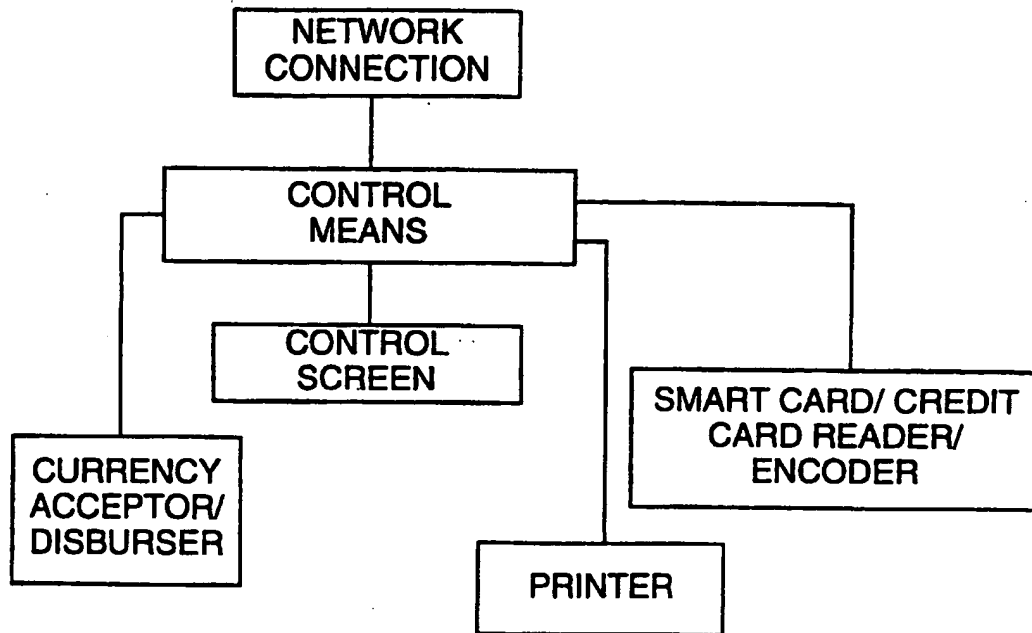 NETWORK
CONNECTION
CONTROL
MEANS
CONTROL
SCREEN
SMART CARD/ CREDIT
CARD READER/
ENCODER
CURRENCY
ACCEPTOR/
DISBURSER
PRINTER